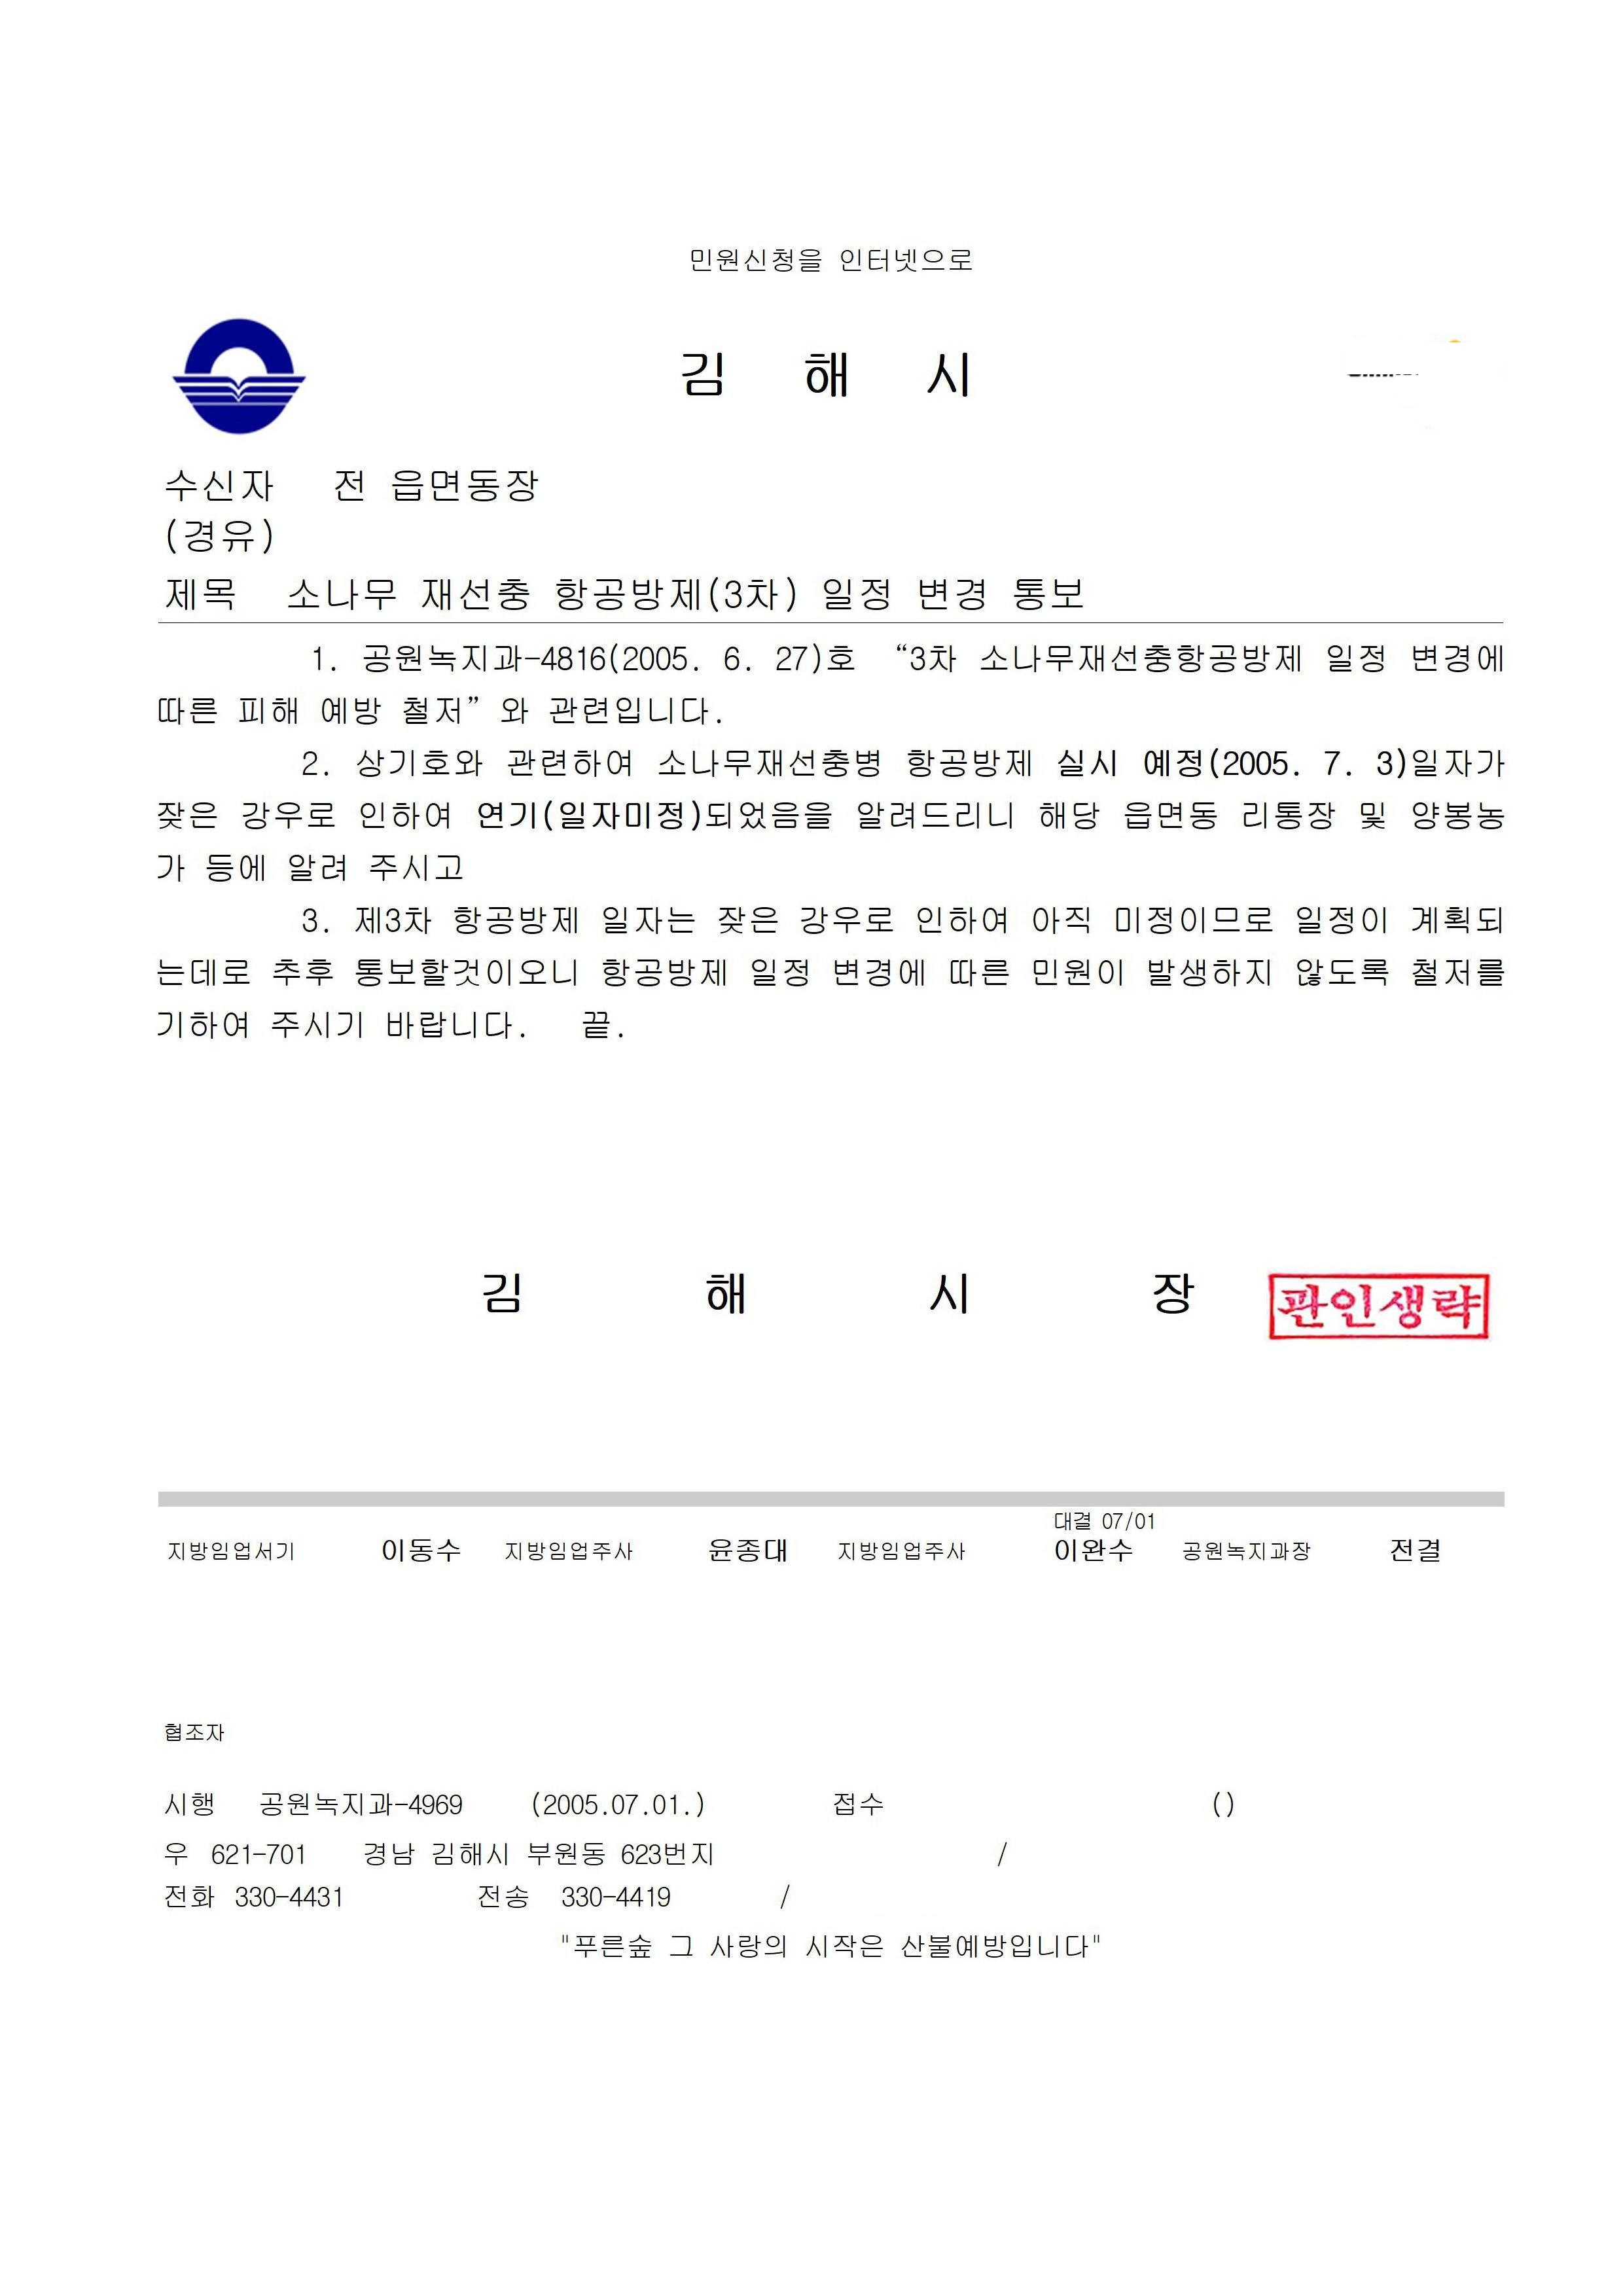 민원신청을 인터넷으로
김 해 시
수신자 전 읍면동장
(경유)
제목 소나무 재선충 항공방제(3차) 일정 변경 통보
1. 공원녹지과-4816(2005. 6. 27)호 “3차 소나무재선충항공방제 일정 변경에
따른 피해 예방 철저”와 관련입니다.
2. 상기호와 관련하여 소나무재선충병 항공방제 실시 예정(2005. 7. 3)일자가
잦은 강우로 인하여 연기(일자미정)되었음을 알려드리니 해당 읍면동 리통장 및 양봉농
가 등에 알려 주시고
3. 제3차 항공방제 일자는 잦은 강우로 인하여 아직 미정이므로 일정이 계획되
는데로 추후 통보할것이오니 항공방제 일정 변경에 따른 민원이 발생하지 않도록 철저를
기하여 주시기 바랍니다. 끝.
김 해 시 장 관인생략
대결 07/01
지방임업서기 이동수 지방임업주사 윤종대 지방임업주사 이완수 공원녹지과장 전결
협조자
시행 공원녹지과-4969 (2005.07.01.) 접수 ()
우 621-701 경남 김해시 부원동 623번지 /
전화 330-4431 전송 330-4419 /
"푸른숲 그 사랑의 시작은 산불예방입니다"